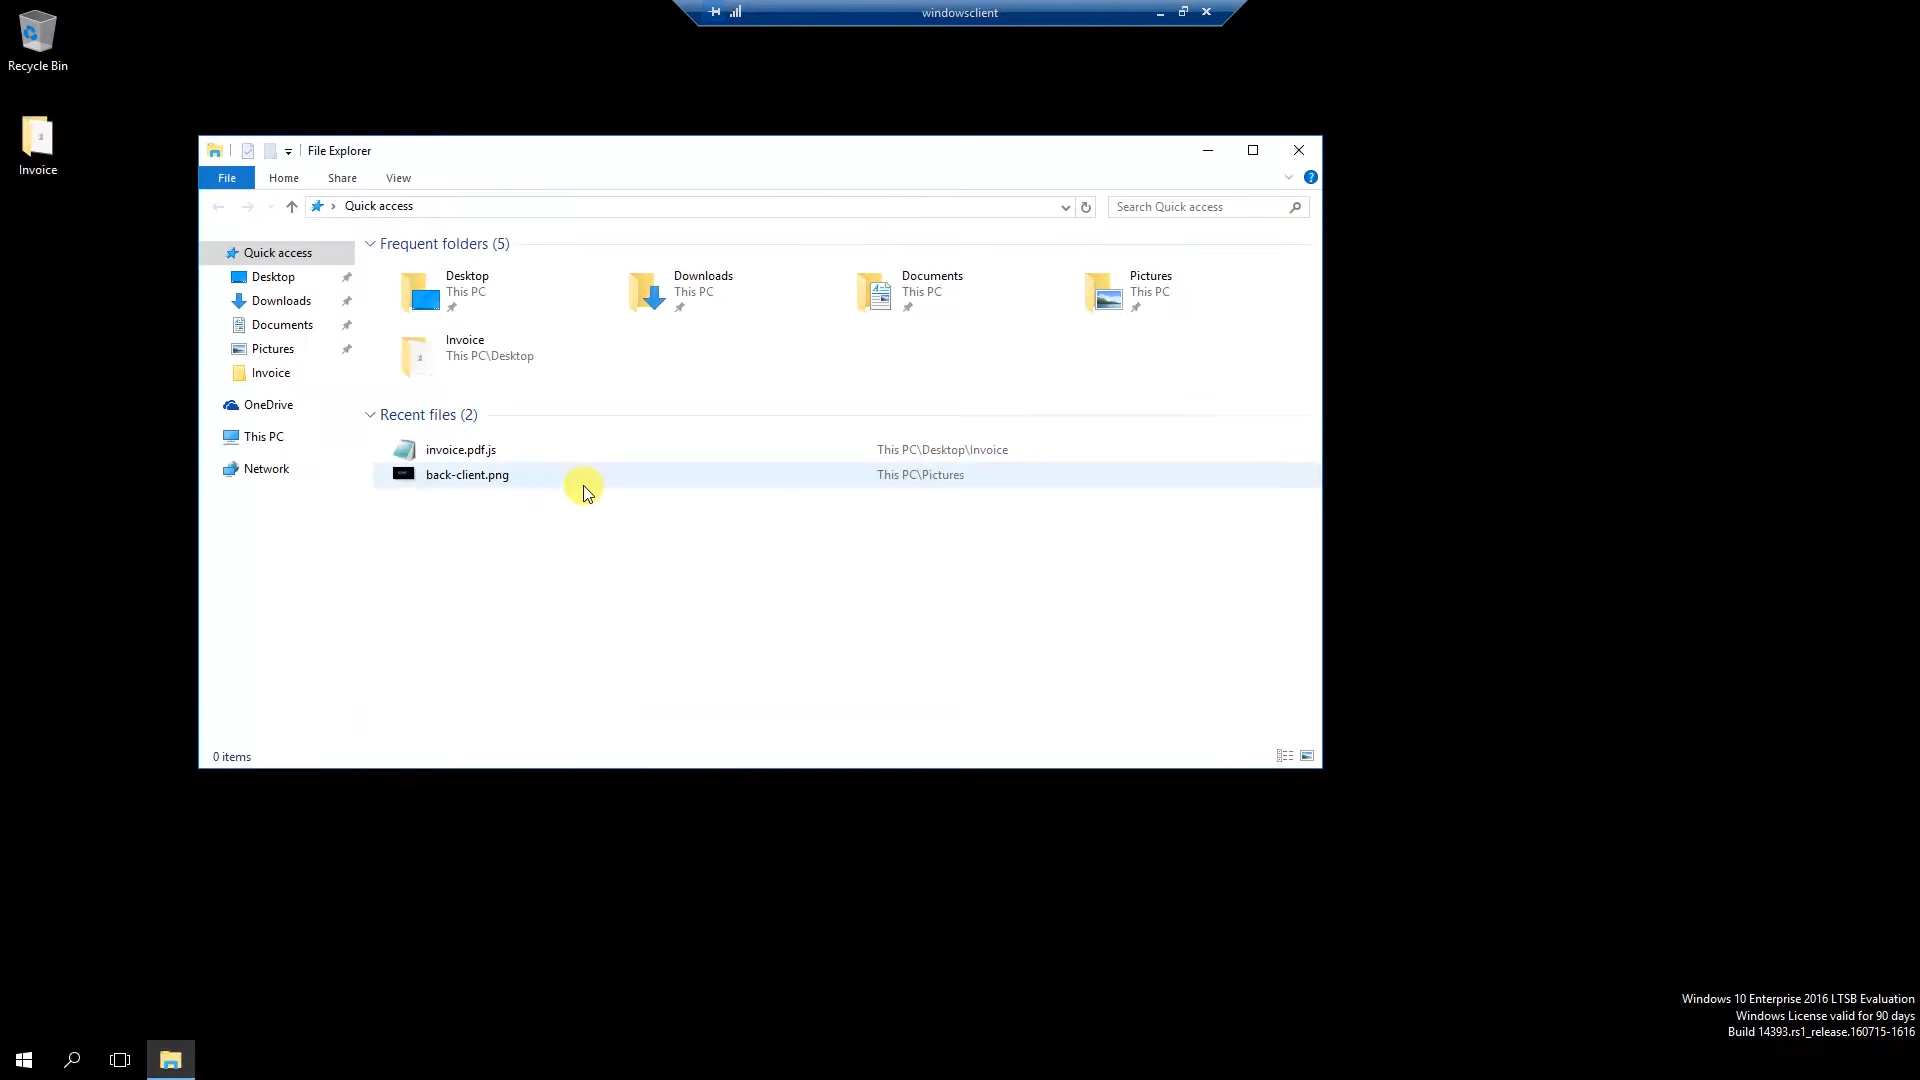 windowsclient
Recycle Bin
Invoice
File Explorer
File Home Share View
Quick access
Search Quick access
Quick access
Desktop
Downloads
Documents
Pictures
Invoice
OneDrive
This PC
Network
Frequent folders (5)
Desktop
This PC
Downloads
This PC
Documents
This PC
Pictures
This PC
Invoice
This PC\Desktop
Recent files (2)
invoice.pdf.js This PC\Desktop\Invoice
back-client.png This PC\Pictures
0 items
Windows 10 Enterprise 2016 LTSB Evaluation
Windows License valid for 90 days
Build 14393.rs1_release.160715-1616